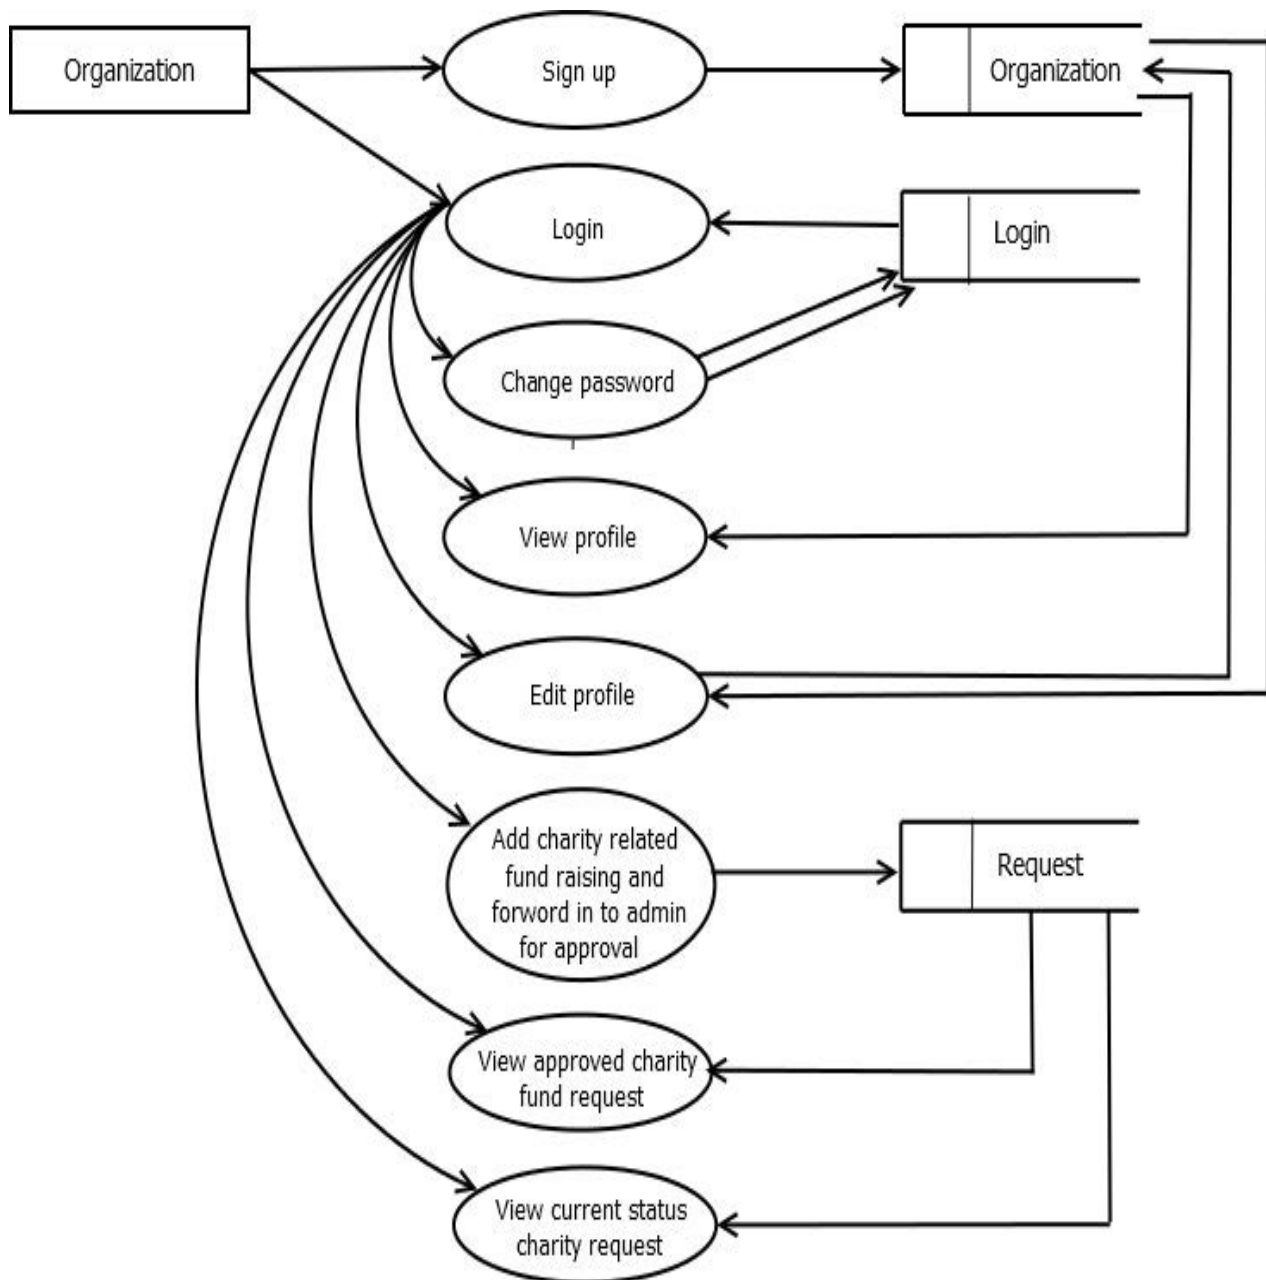 Organization
Sign up
Organization
Login
Login
Change password
View profile
Edit profile
Add charity related
fund raising and
forword in to admin
for approval
Request
View approved charity
fund request
View current status
charity request